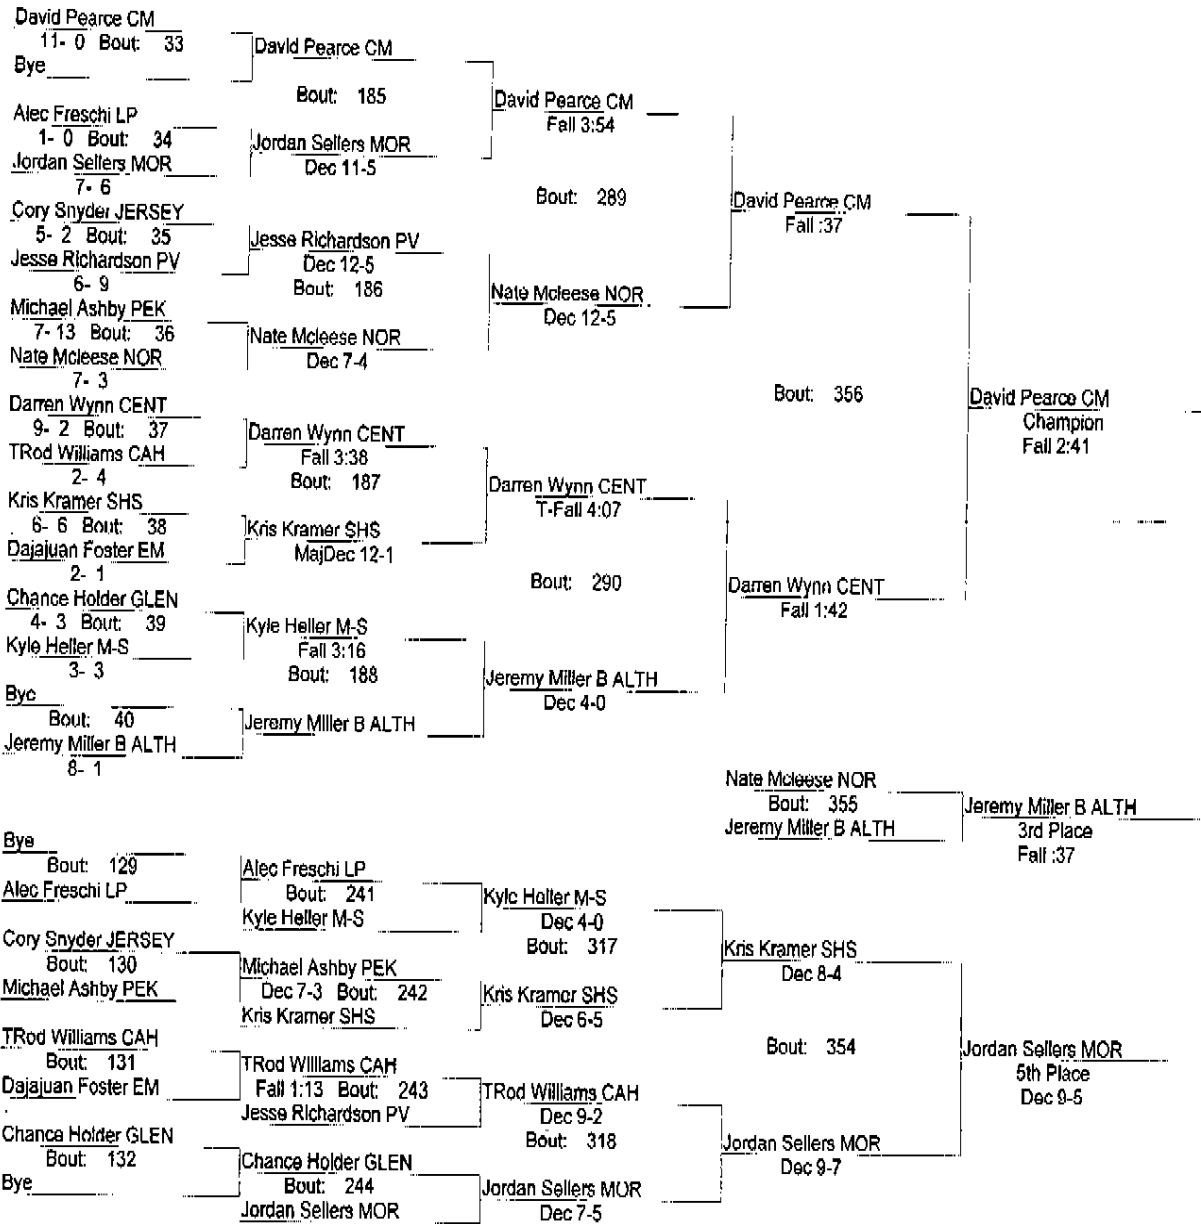 David Pearce CM
11- 0 Bout: 33
Bye
David Pearce CM
Bout: 185
Alec Freschi LP
1- 0 Bout: 34
Jordan Sellers MOR
7- 6
Jordan Sellers MOR
Dec 11-5
David Pearce CM
Fall 3:54
Bout: 289
Cory Snyder JERSEY
5- 2 Bout: 35
Jesse Richardson PV
6- 9
Jesse Richardson PV
Dec 12-5
Bout: 186
Michael Ashby PEK
7- 13 Bout: 36
Nate Mcleese NOR
7- 3
Nate Mcleese NOR
Dec 7-4
Nate Mcleese NOR
Dec 12-5
David Pearce CM
Fall :37
Bout: 356
David Pearce CM
Champion
Fall 2:41
Darren Wynn CENT
9- 2 Bout: 37
TRod Williams CAH
2- 4
Darren Wynn CENT
Fall 3:38
Bout: 187
Kris Kramer SHS
6- 6 Bout: 38
Dajajuan Foster EM
2- 1
Kris Kramer SHS
MajDec 12-1
Darren Wynn CENT
T-Fall 4:07
Bout: 290
Darren Wynn CENT
Fall 1:42
Chance Holder GLEN
4- 3 Bout: 39
Kyle Heller M-S
3- 3
Kyle Heller M-S
Fall 3:16
Bout: 188
Bye
Bout: 40
Jeremy Miller B ALTH
8- 1
Jeremy Miller B ALTH
Jeremy Miller B ALTH
Dec 4-0
Nate Mcleese NOR
Bout: 355
Jeremy Miller B ALTH
Jeremy Miller B ALTH
3rd Place
Fall :37
Bye
Bout: 129
Alec Freschi LP
Alec Freschi LP
Bout: 241
Kyle Heller M-S
Kyle Heller M-S
Dec 4-0
Bout: 317
Cory Snyder JERSEY
Bout: 130
Michael Ashby PEK
Michael Ashby PEK
Dec 7-3 Bout: 242
Kris Kramer SHS
Kris Kramer SHS
Dec 6-5
Kris Kramer SHS
Dec 8-4
Bout: 354
Jordan Sellers MOR
5th Place
Dec 9-5
TRod Williams CAH
Bout: 131
Dajajuan Foster EM
TRod Williams CAH
Fall 1:13 Bout: 243
Jesse Richardson PV
TRod Williams CAH
Dec 9-2
Bout: 318
Chance Holder GLEN
Bout: 132
Bye
Chance Holder GLEN
Bout: 244
Jordan Sellers MOR
Jordan Sellers MOR
Dec 7-5
Jordan Sellers MOR
Dec 9-7